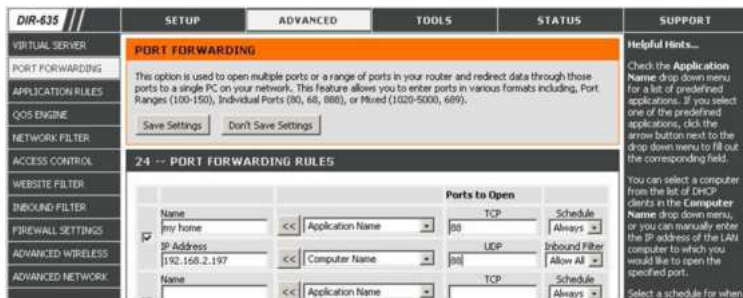 DIR-635
SETUP
ADVANCED
TOOLS
STATUS
SUPPORT
VIRTUAL SERVER
PORT FORWARDING
APPLICATION RULES
QOS ENGINE
NETWORK FILTER
ACCESS CONTROL
WEBSITE FILTER
INBOUND FILTER
FIREWALL SETTINGS
ADVANCED WIRELESS
ADVANCED NETWORK
PORT FORWARDING
This option is used to open multiple ports or a range of ports in your router and redirect data through those
ports to a single PC on your network. This feature allows you to enter ports in various formats including, Port
Ranges (100-150), Individual Ports (80, 68, 888), or Mixed (1020-5000, 689).
Save Settings
Don't Save Settings
24 -- PORT FORWARDING RULES
Ports to Open
Name
TCP
Schedule
my home
<<
Application Name
88
Always
IP Address
UDP
Inbound Filter
192.168.2.197
<<
Computer Name
88
Allow All
Name
TCP
Schedule
<<
Application Name
Always
Helpful Hints...
Check the Application
Name drop down menu
for a list of predefined
applications. If you select
one of the predefined
applications, click the
arrow button next to the
drop down menu to fill out
the corresponding field.
You can select a computer
from the list of DHCP
clients in the Computer
Name drop down menu,
or you can manually enter
the IP address of the LAN
computer to which you
would like to open the
specified port.
Select a schedule for when